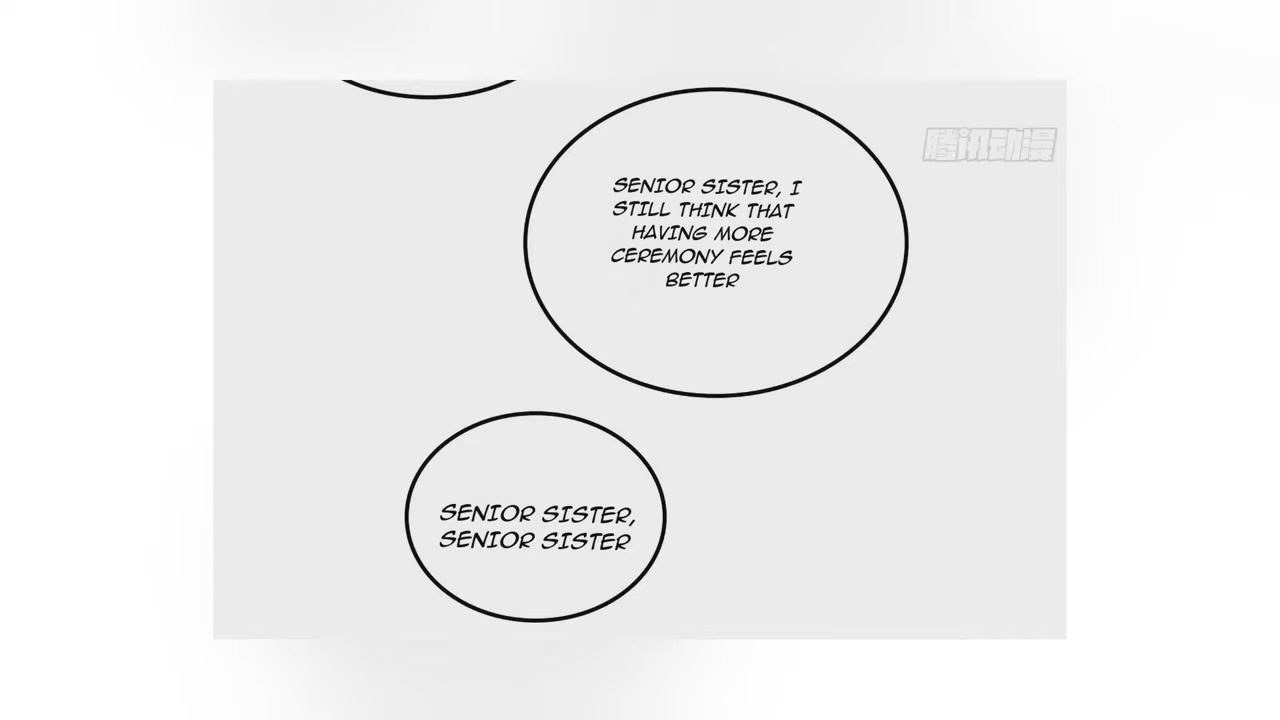 腾讯动漫
SENIOR SISTER, I
STILL THINK THAT
HAVING MORE
CEREMONY FEELS
BETTER
SENIOR SISTER,
SENIOR SISTER